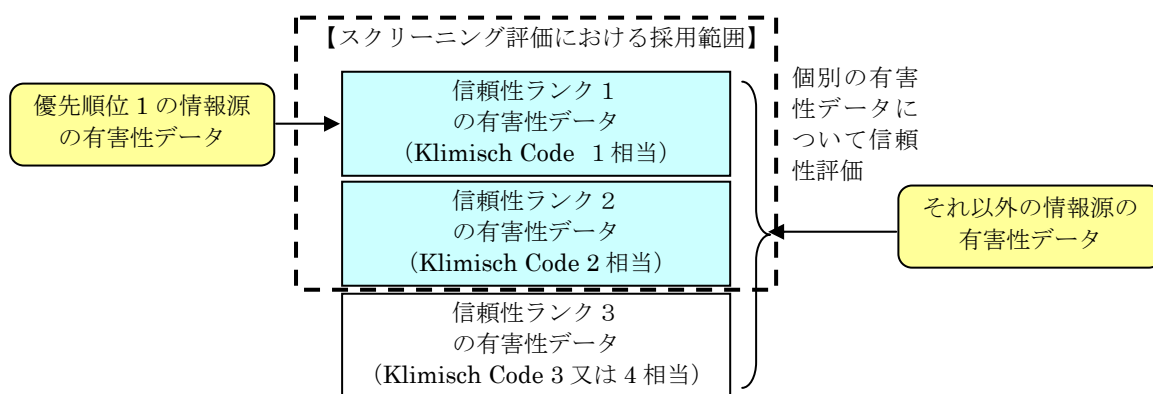 【スクリーニング評価における採用範囲】
優先順位１の情報源
の有害性データ
信頼性ランク１
の有害性データ
（Klimisch Code 1 相当）
個別の有害
性データに
ついて信頼
性評価
信頼性ランク２
の有害性データ
（Klimisch Code 2 相当）
それ以外の情報源の
有害性データ
信頼性ランク３
の有害性データ
（Klimisch Code 3 又は 4 相当）